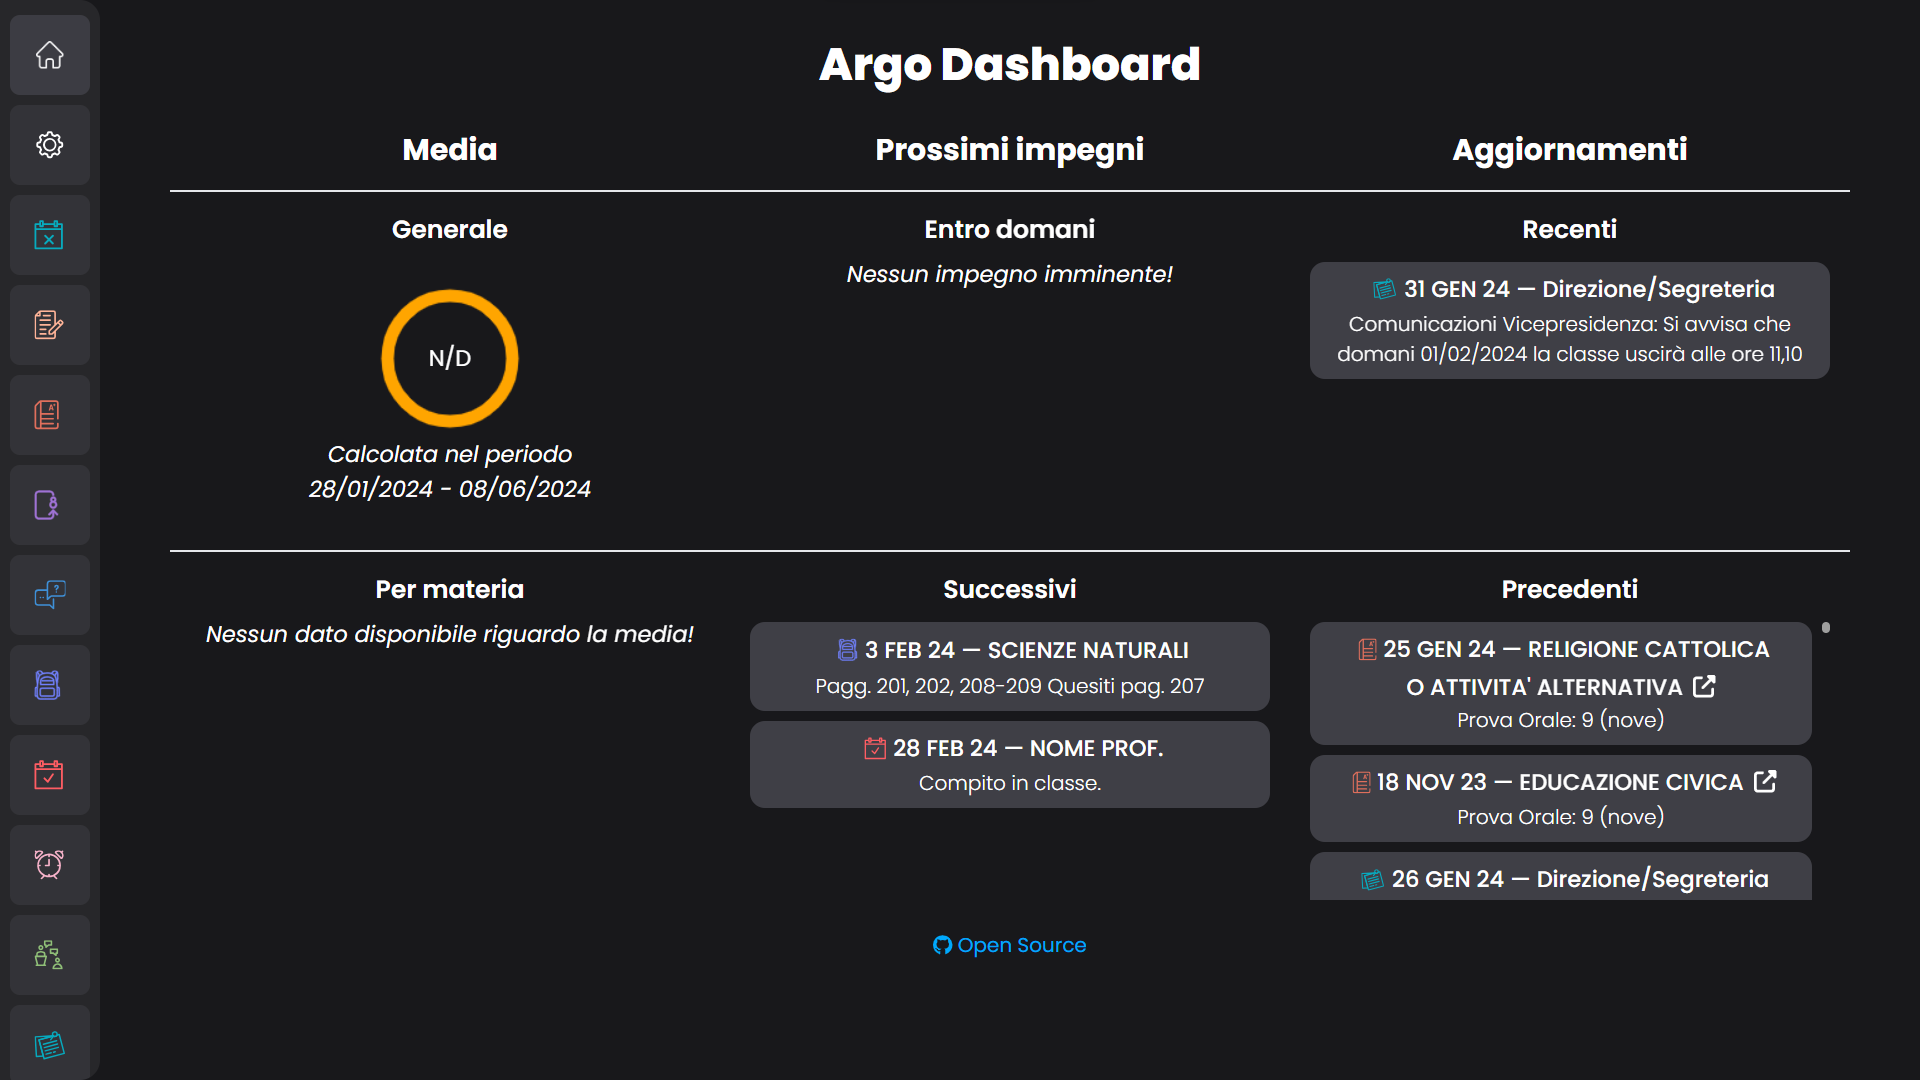 Argo Dashboard
Media
Prossimi impegni
Aggiornamenti
Generale
N/D
Calcolata nel periodo
28/01/2024 - 08/06/2024
Entro domani
Nessun impegno imminente!
Recenti
31 GEN 24 — Direzione/Segreteria
Comunicazioni Vicepresidenza: Si avvisa che
domani 01/02/2024 la classe uscirà alle ore 11,10
Per materia
Nessun dato disponibile riguardo la media!
Successivi
3 FEB 24 — SCIENZE NATURALI
Pagg. 201, 202, 208-209 Quesiti pag. 207
28 FEB 24 — NOME PROF.
Compito in classe.
Precedenti
25 GEN 24 — RELIGIONE CATTOLICA
O ATTIVITA' ALTERNATIVA
Prova Orale: 9 (nove)
18 NOV 23 — EDUCAZIONE CIVICA
Prova Orale: 9 (nove)
26 GEN 24 — Direzione/Segreteria
Open Source